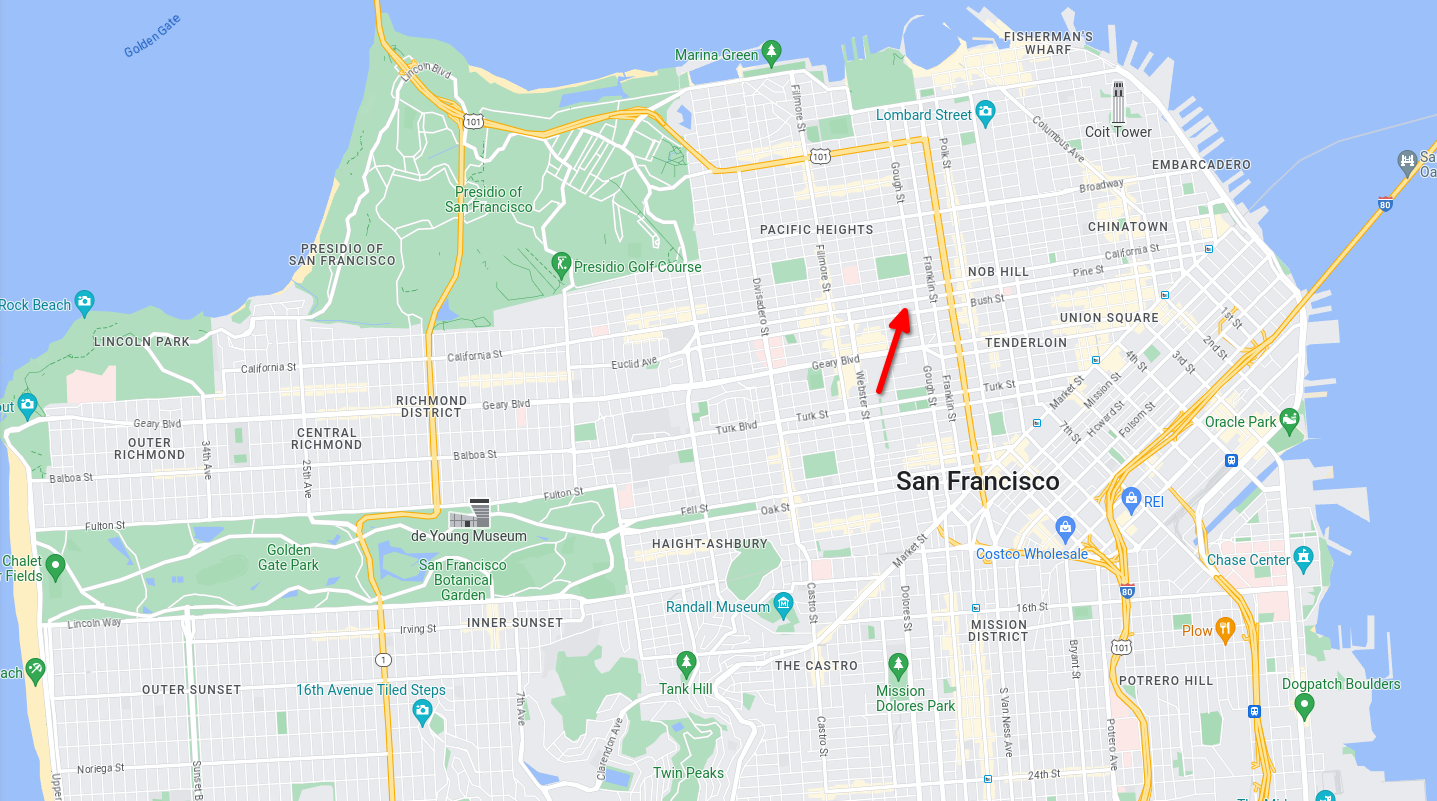 Golden Gate
Lincoln Blvd
Marina Green
FISHERMAN'S
WHARF
Fillmore St
Lombard Street
Coit Tower
Columbus Ave
101
101
Polk St
Gough St
EMBARCADERO
Sa
Oa
Presidio of
San Francisco
Broadway
80
PACIFIC HEIGHTS
CHINATOWN
PRESIDIO OF
SAN FRANCISCO
Fillmore St
California St
Presidio Golf Course
Franklin St
NOB HILL
Pine St
Rock Beach
Divisadero St
Bush St
UNION SQUARE
1st St
LINCOLN PARK
TENDERLOIN
2nd St
California St
Euclid Ave
Geary Blvd
4th St
3rd St
California St
Webster St
Gough St
Franklin St
Turk St
Market St
Mission St
RICHMOND
DISTRICT
Geary Blvd
out
Turk St
Howard St
Folsom St
Geary Blvd
Turk Blvd
7th St
Oracle Park
CENTRAL
RICHMOND
OUTER
RICHMOND
34th Ave
Balboa St
25th Ave
Balboa St
San Francisco
Fulton St
REI
Fell St
Oak St
Fulton St
de Young Museum
HAIGHT-ASHBURY
Market St
Costco Wholesale
Golden
Gate Park
Chalet
Fields
San Francisco
Botanical
Garden
Chase Center
80
Castro St
Dolores St
Randall Museum
16th St
Lincoln Way
Irving St
INNER SUNSET
MISSION
DISTRICT
Plow
Bryant St
101
1
THE CASTRO
ach
Tank Hill
POTRERO HILL
OUTER SUNSET
16th Avenue Tiled Steps
Mission
Dolores Park
Dogpatch Boulders
7th Ave
Clarendon Ave
Castro St
S Van Ness Ave
Potrero Ave
Noriega St
Sunset B
Upper
Twin Peaks
24th St